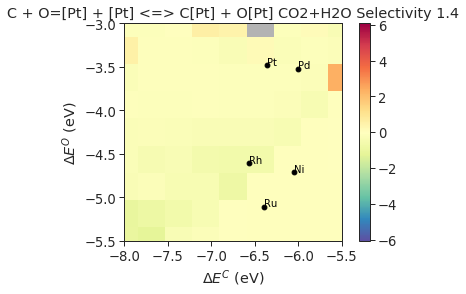 C + O=[Pt] + [Pt] <=> C[Pt] + O[Pt] CO2+H2O Selectivity 1.4
−3.0
−3.5
−4.0
−4.5
−5.0
−5.5
ΔE^O (eV)
Pt
Pd
Rh
Ni
Ru
−8.0 −7.5 −7.0 −6.5 −6.0 −5.5
ΔE^C (eV)
6
4
2
0
−2
−4
−6